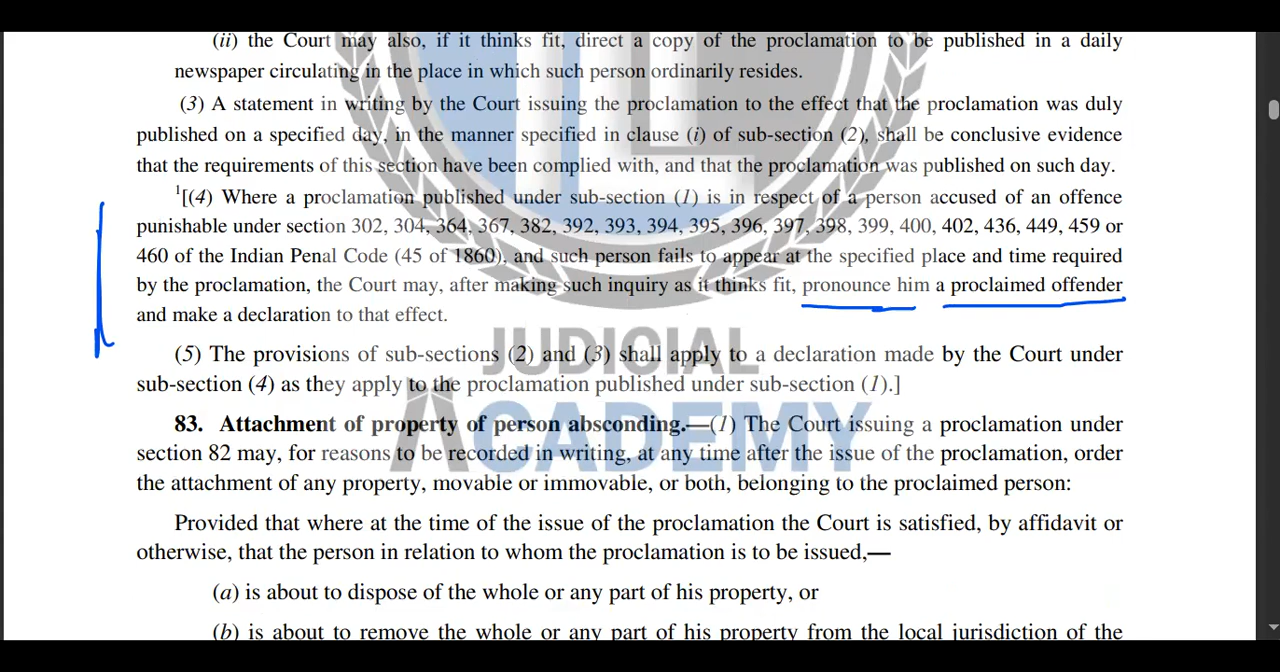 (ii) the Court may also, if it thinks fit, direct a copy of the proclamation to be published in a daily
newspaper circulating in the place in which such person ordinarily resides.
(3) A statement in writing by the Court issuing the proclamation to the effect that the proclamation was duly
published on a specified day, in the manner specified in clause (i) of sub-section (2), shall be conclusive evidence
that the requirements of this section have been complied with, and that the proclamation was published on such day.
1[(4) Where a proclamation published under sub-section (1) is in respect of a person accused of an offence
punishable under section 302, 304, 364, 367, 382, 392, 393, 394, 395, 396, 397, 398, 399, 400, 402, 436, 449, 459 or
460 of the Indian Penal Code (45 of 1860), and such person fails to appear at the specified place and time required
by the proclamation, the Court may, after making such inquiry as it thinks fit, pronounce him a proclaimed offender
and make a declaration to that effect.
JUDICIAL
(5) The provisions of sub-sections (2) and (3) shall apply to a declaration made by the Court under
sub-section (4) as they apply to the proclamation published under sub-section (1).]
ACADEMY
83. Attachment of property of person absconding.—(1) The Court issuing a proclamation under
section 82 may, for reasons to be recorded in writing, at any time after the issue of the proclamation, order
the attachment of any property, movable or immovable, or both, belonging to the proclaimed person:
Provided that where at the time of the issue of the proclamation the Court is satisfied, by affidavit or
otherwise, that the person in relation to whom the proclamation is to be issued,—
(a) is about to dispose of the whole or any part of his property, or
(b) is about to remove the whole or any part of his property from the local jurisdiction of the